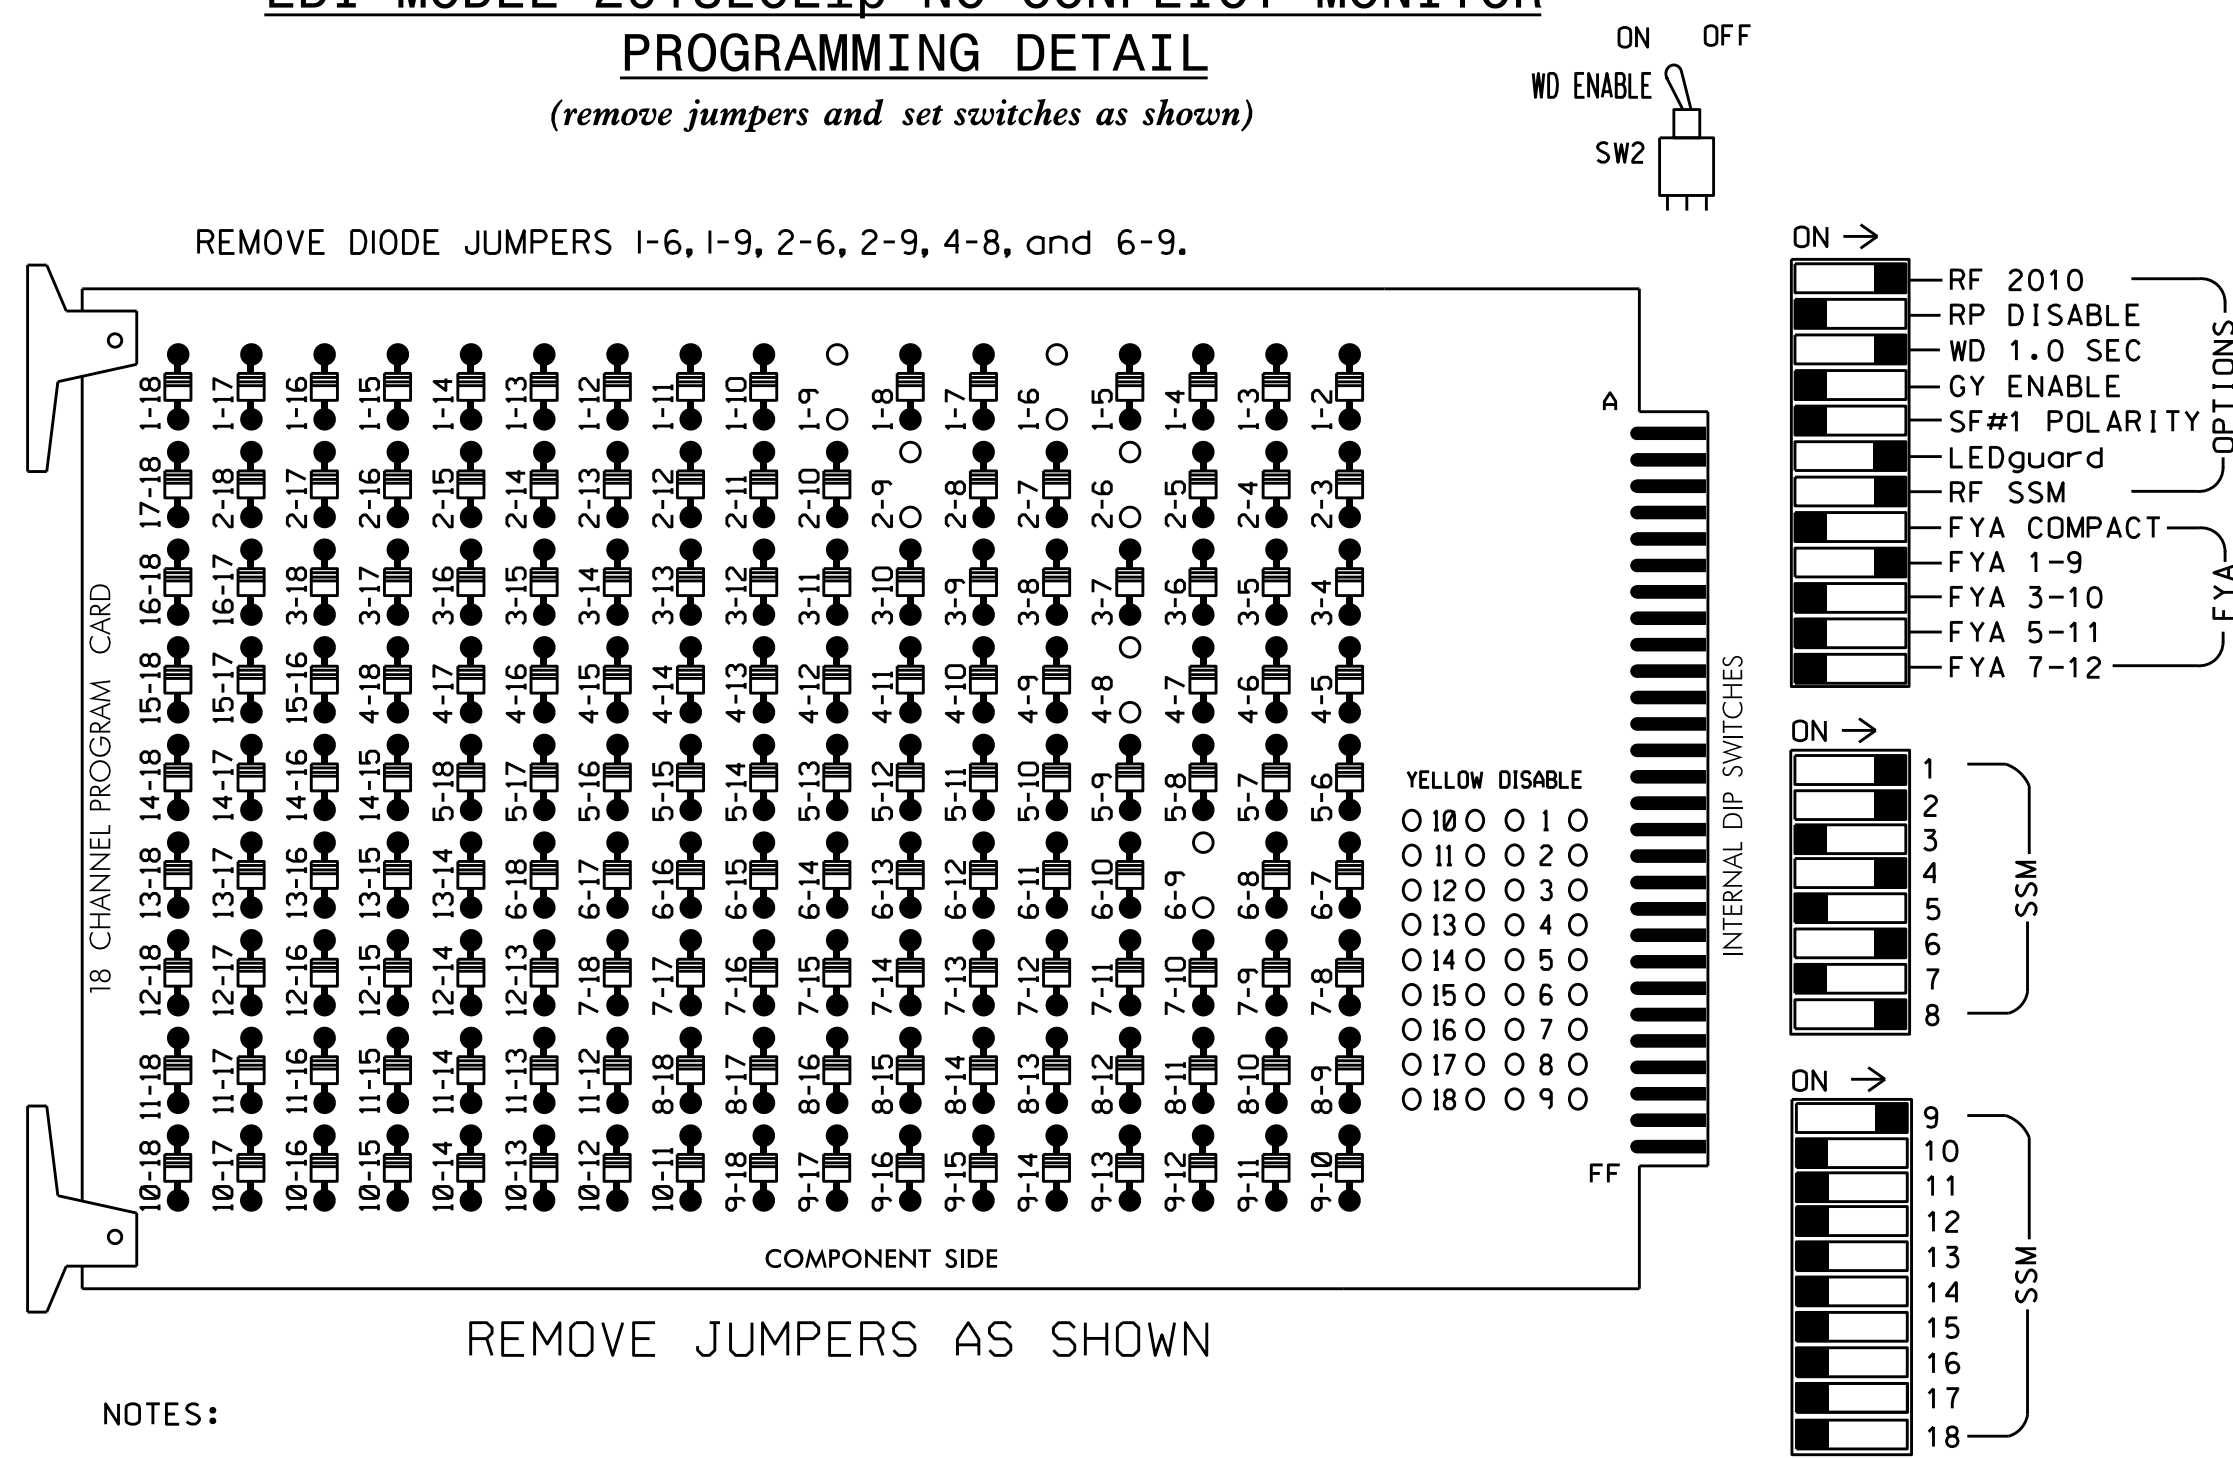 EDI MODEL 2018ECLip-NC CONFLICT MONITOR
PROGRAMMING DETAIL
(remove jumpers and set switches as shown)
ON OFF
WD ENABLE
SW2
REMOVE DIODE JUMPERS 1-6, 1-9, 2-6, 2-9, 4-8, and 6-9.
1-18 1-17 1-16 1-15 1-14 1-13 1-12 1-11 1-10 1-9 1-8 1-7 1-6 1-5 1-4 1-3 1-2
17-18 2-18 2-17 2-16 2-15 2-14 2-13 2-12 2-11 2-10 2-9 2-8 2-7 2-6 2-5 2-4 2-3
16-18 16-17 3-18 3-17 3-16 3-15 3-14 3-13 3-12 3-11 3-10 3-9 3-8 3-7 3-6 3-5 3-4
15-18 15-17 15-16 4-18 4-17 4-16 4-15 4-14 4-13 4-12 4-11 4-10 4-9 4-8 4-7 4-6 4-5
14-18 14-17 14-16 14-15 5-18 5-17 5-16 5-15 5-14 5-13 5-12 5-11 5-10 5-9 5-8 5-7 5-6
13-18 13-17 13-16 13-15 13-14 6-18 6-17 6-16 6-15 6-14 6-13 6-12 6-11 6-10 6-9 6-8 6-7
12-18 12-17 12-16 12-15 12-14 12-13 7-18 7-17 7-16 7-15 7-14 7-13 7-12 7-11 7-10 7-9 7-8
11-18 11-17 11-16 11-15 11-14 11-13 11-12 8-18 8-17 8-16 8-15 8-14 8-13 8-12 8-11 8-10 8-9
10-18 10-17 10-16 10-15 10-14 10-13 10-12 10-11 9-18 9-17 9-16 9-15 9-14 9-13 9-12 9-11 9-10
18 CHANNEL PROGRAM CARD
COMPONENT SIDE
A
FF
YELLOW DISABLE
10 1
11 2
12 3
13 4
14 5
15 6
16 7
17 8
18 9
INTERNAL DIP SWITCHES
ON
RF 2010
RP DISABLE
WD 1.0 SEC
GY ENABLE
SF#1 POLARITY
LEDguard
RF SSM
OPTIONS
FYA COMPACT
FYA 1-9
FYA 3-10
FYA 5-11
FYA 7-12
FYA
ON
1
2
3
4
5
6
7
8
SSM
ON
9
10
11
12
13
14
15
16
17
18
SSM
REMOVE JUMPERS AS SHOWN
NOTES: